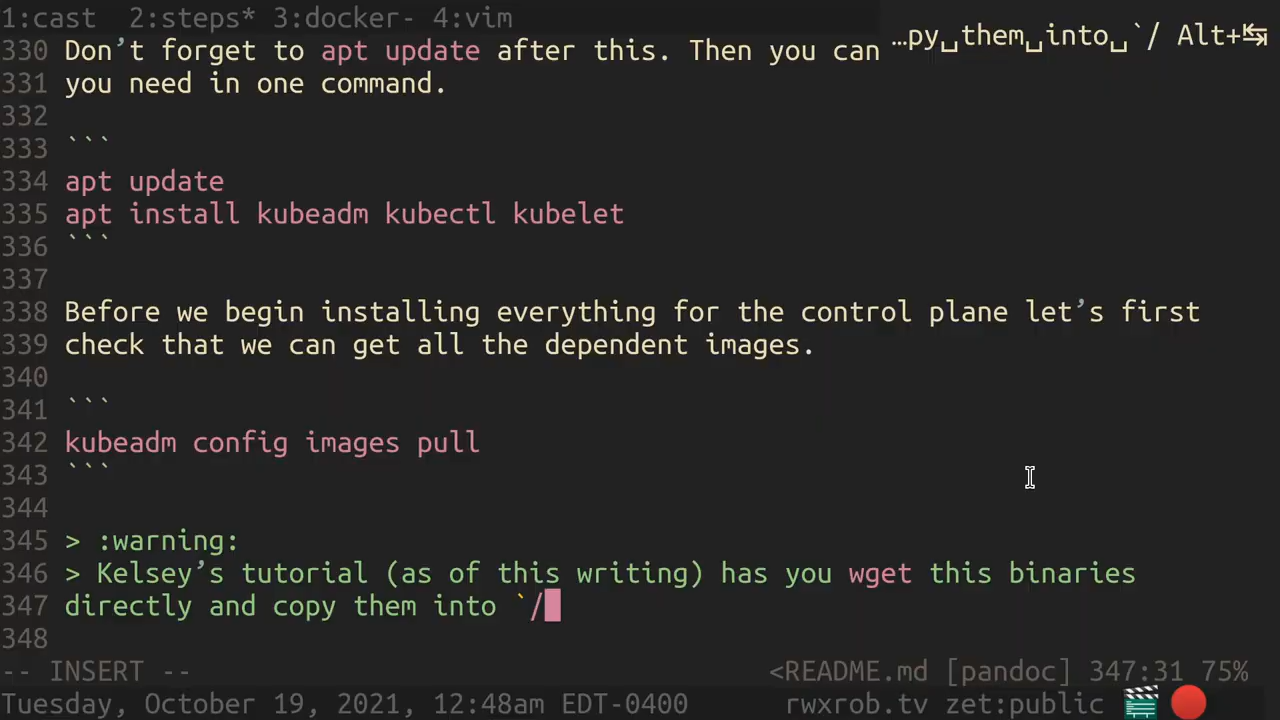 1:cast  2:steps* 3:docker- 4:vim
…py␣them␣into␣`/ Alt+↹
330 Don’t forget to apt update after this. Then you can
331 you need in one command.
332
333 ```
334 apt update
335 apt install kubeadm kubectl kubelet
336 ```
337
338 Before we begin installing everything for the control plane let’s first
339 check that we can get all the dependent images.
340
341 ```
342 kubeadm config images pull
343 ```
344
345 > :warning:
346 > Kelsey’s tutorial (as of this writing) has you wget this binaries
347 directly and copy them into `/
348
-- INSERT -- <README.md [pandoc] 347:31 75%
Tuesday, October 19, 2021, 12:48am EDT-0400 rwxrob.tv zet:public 🎬 🔴